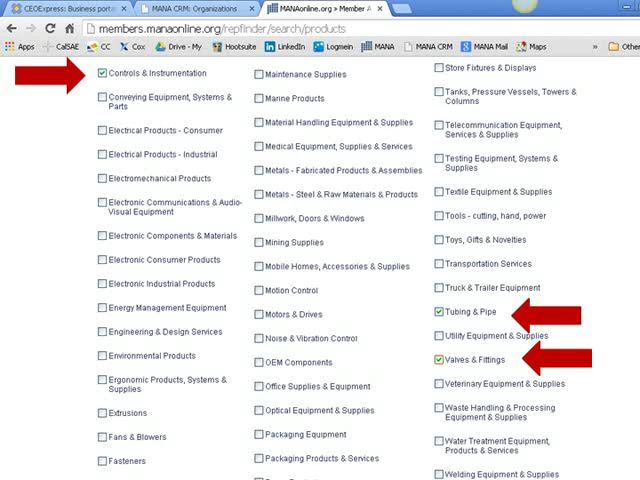 CEOExpress: Business portal
MANA CRM: Organizations
MANAonline.org » Member A
members.manaonline.org/repfinder/search/products
Apps
CalSAE
CC
Cox
Drive - My
Hootsuite
LinkedIn
Logmein
MANA
MANA CRM
MANA Mail
Maps
»
Other
Controls & Instrumentation
Conveying Equipment, Systems &
Parts
Electrical Products - Consumer
Electrical Products - Industrial
Electromechanical Products
Electronic Communications & Audio-
Visual Equipment
Electronic Components & Materials
Electronic Consumer Products
Electronic Industrial Products
Energy Management Equipment
Engineering & Design Services
Environmental Products
Ergonomic Products, Systems &
Supplies
Extrusions
Fans & Blowers
Fasteners
Maintenance Supplies
Marine Products
Material Handling Equipment & Supplies
Medical Equipment, Supplies & Services
Metals - Fabricated Products & Assemblies
Metals - Steel & Raw Materials & Products
Millwork, Doors & Windows
Mining Supplies
Mobile Homes, Accessories & Supplies
Motion Control
Motors & Drives
Noise & Vibration Control
OEM Components
Office Supplies & Equipment
Optical Equipment & Supplies
Packaging Equipment
Packaging Products & Services
Store Fixtures & Displays
Tanks, Pressure Vessels, Towers &
Columns
Telecommunication Equipment,
Services & Supplies
Testing Equipment, Systems &
Supplies
Textile Equipment & Supplies
Tools - cutting, hand, power
Toys, Gifts & Novelties
Transportation Services
Truck & Trailer Equipment
Tubing & Pipe
Utility Equipment & Supplies
Valves & Fittings
Veterinary Equipment & Supplies
Waste Handling & Processing
Equipment & Supplies
Water Treatment Equipment,
Products & Services
Welding Equipment & Supplies